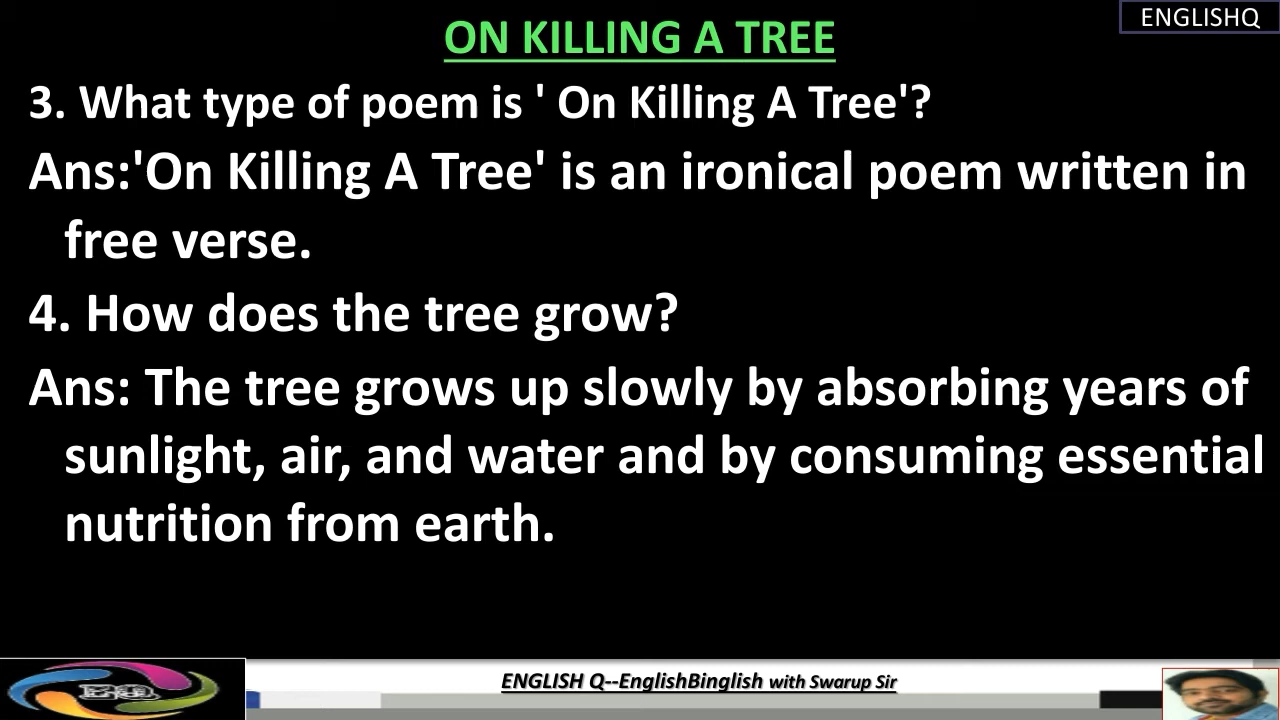 ENGLISHQ
ON KILLING A TREE
3. What type of poem is ' On Killing A Tree'?
Ans:'On Killing A Tree' is an ironical poem written in
free verse.
4. How does the tree grow?
Ans: The tree grows up slowly by absorbing years of
sunlight, air, and water and by consuming essential
nutrition from earth.
ENGLISH Q--EnglishBinglish with Swarup Sir